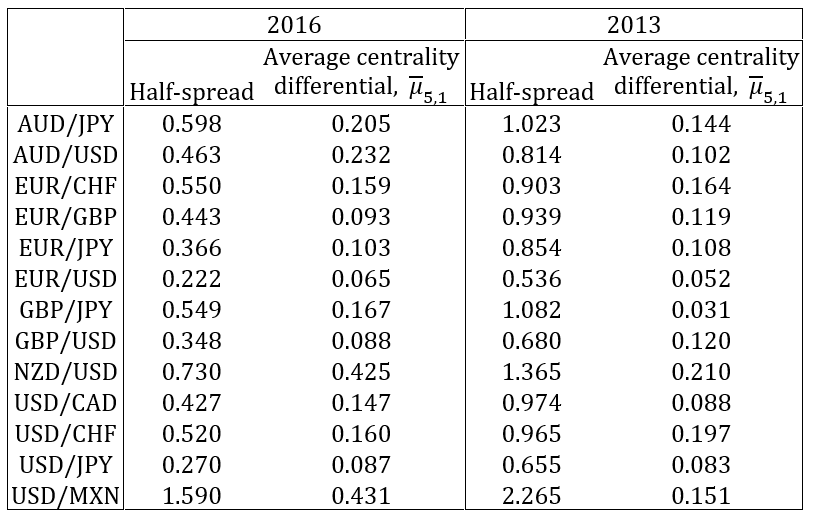 2016 2013
Half-spread Average centrality differential, μ̅5,1 Half-spread Average centrality differential, μ̅5,1
AUD/JPY 0.598 0.205 1.023 0.144
AUD/USD 0.463 0.232 0.814 0.102
EUR/CHF 0.550 0.159 0.903 0.164
EUR/GBP 0.443 0.093 0.939 0.119
EUR/JPY 0.366 0.103 0.854 0.108
EUR/USD 0.222 0.065 0.536 0.052
GBP/JPY 0.549 0.167 1.082 0.031
GBP/USD 0.348 0.088 0.680 0.120
NZD/USD 0.730 0.425 1.365 0.210
USD/CAD 0.427 0.147 0.974 0.088
USD/CHF 0.520 0.160 0.965 0.197
USD/JPY 0.270 0.087 0.655 0.083
USD/MXN 1.590 0.431 2.265 0.151